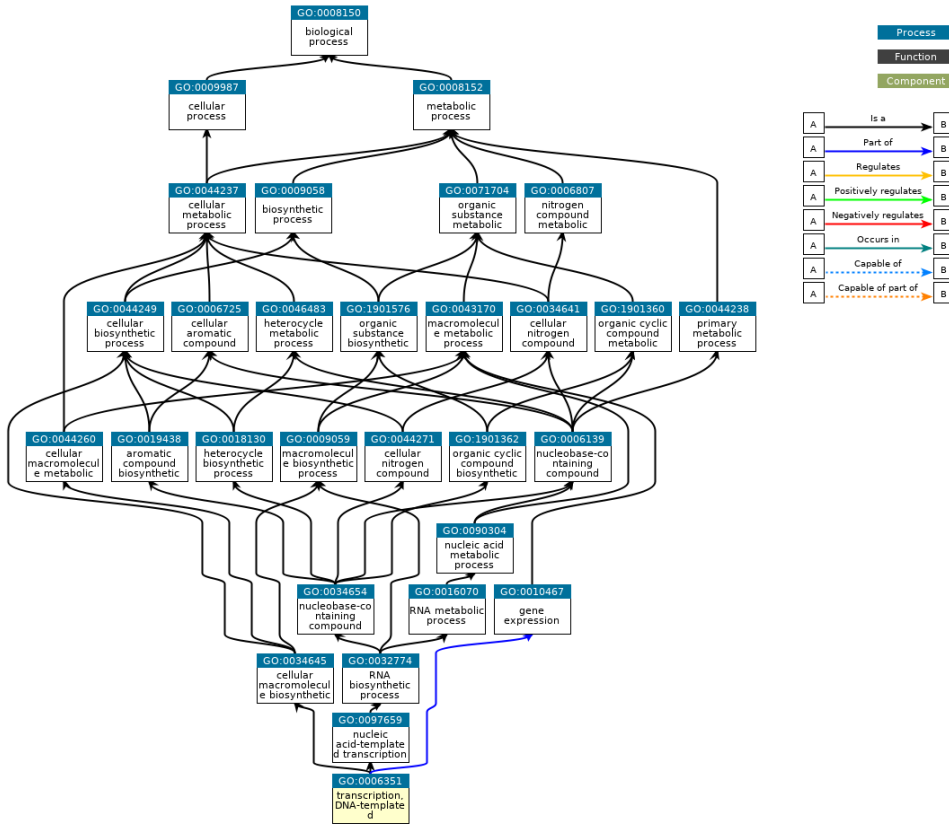 GO:0008150
biological
process
Process
Function
Component
GO:0009987
cellular
process
GO:0008152
metabolic
process
A Is a B
A Part of B
A Regulates B
A Positively regulates B
A Negatively regulates B
A Occurs in B
A Capable of B
A Capable of part of B
GO:0044237
cellular
metabolic
process
GO:0009058
biosynthetic
process
GO:0071704
organic
substance
metabolic
GO:0006807
nitrogen
compound
metabolic
GO:0044249
cellular
biosynthetic
process
GO:0006725
cellular
aromatic
compound
GO:0046483
heterocycle
metabolic
process
GO:1901576
organic
substance
biosynthetic
GO:0043170
macromolecul
e metabolic
process
GO:0034641
cellular
nitrogen
compound
GO:1901360
organic cyclic
compound
metabolic
GO:0044238
primary
metabolic
process
GO:0044260
cellular
macromolecul
e metabolic
GO:0019438
aromatic
compound
biosynthetic
GO:0018130
heterocycle
biosynthetic
process
GO:0009059
macromolecul
e biosynthetic
process
GO:0044271
cellular
nitrogen
compound
GO:1901362
organic cyclic
compound
biosynthetic
GO:0006139
nucleobase-co
ntaining
compound
GO:0090304
nucleic acid
metabolic
process
GO:0034654
nucleobase-co
ntaining
compound
GO:0016070
RNA metabolic
process
GO:0010467
gene
expression
GO:0034645
cellular
macromolecul
e biosynthetic
GO:0032774
RNA
biosynthetic
process
GO:0097659
nucleic
acid-template
d transcription
GO:0006351
transcription,
DNA-template
d